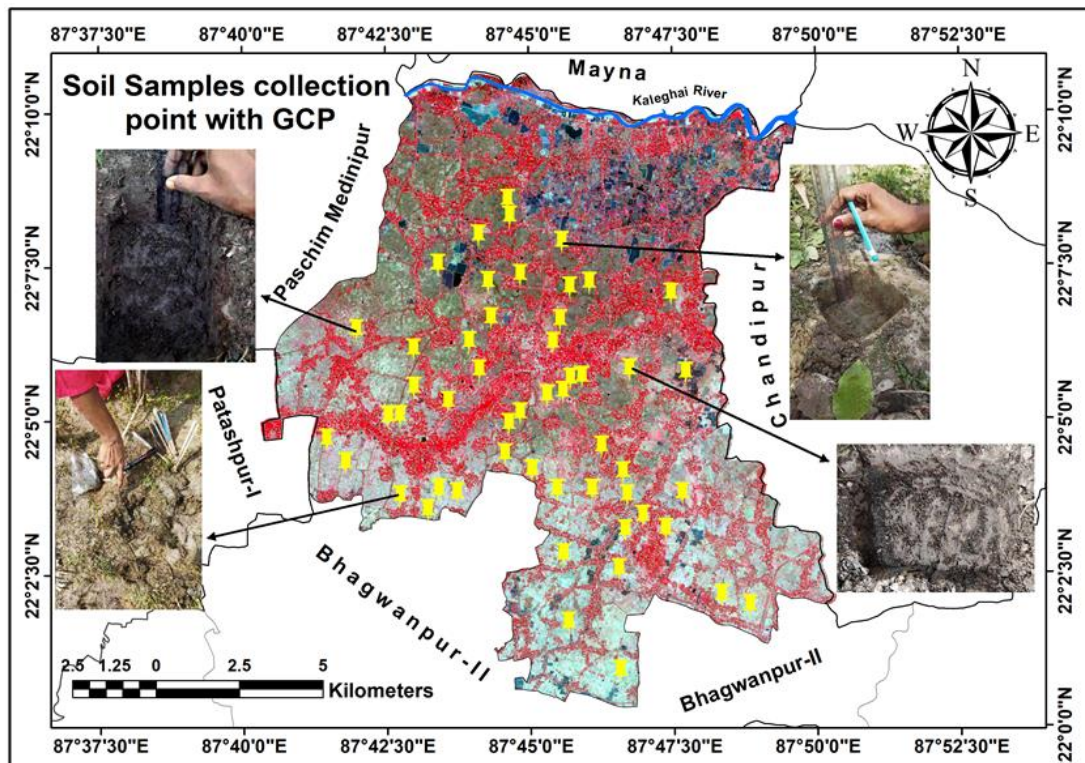 87°37'30"E 87°40'0"E 87°42'30"E 87°45'0"E 87°47'30"E 87°50'0"E 87°52'30"E
Soil Samples collection
point with GCP
Mayna
Kaleghai River
N
W E
S
22°10'0"N
22°10'0"N
Paschim Medinipur
22°7'30"N
22°7'30"N
Chandipur
22°5'0"N
22°5'0"N
Patashpur-I
22°2'30"N
22°2'30"N
Bhagwanpur-II
Bhagwanpur-II
2.5 1.25 0 2.5 5
Kilometers
22°0'0"N
87°37'30"E 87°40'0"E 87°42'30"E 87°45'0"E 87°47'30"E 87°50'0"E 87°52'30"E